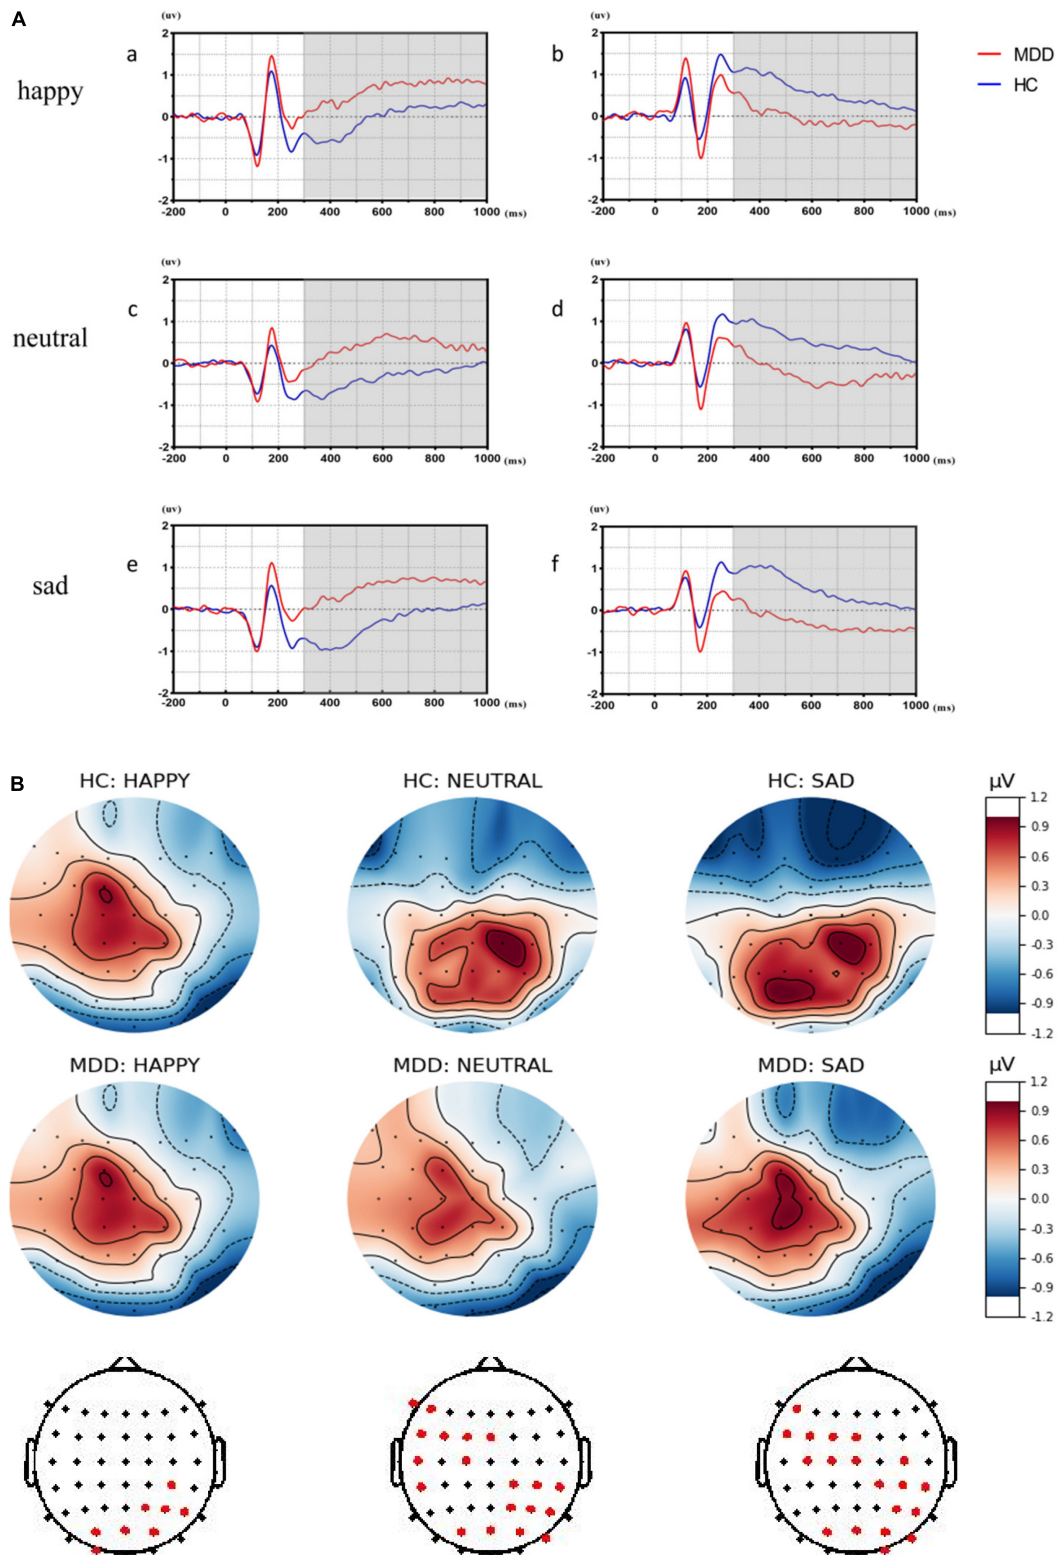 A
(uv)
(uv)
a
b
MDD
HC
happy
2
1
0
-1
-2
-200 0 200 400 600 800 1000 (ms)
2
1
0
-1
-2
-200 0 200 400 600 800 1000 (ms)
(uv)
(uv)
c
d
neutral
2
1
0
-1
-2
-200 0 200 400 600 800 1000 (ms)
2
1
0
-1
-2
-200 0 200 400 600 800 1000 (ms)
(uv)
(uv)
e
f
sad
2
1
0
-1
-2
-200 0 200 400 600 800 1000 (ms)
2
1
0
-1
-2
-200 0 200 400 600 800 1000 (ms)
B
HC: HAPPY
HC: NEUTRAL
HC: SAD
µV
1.2
0.9
0.6
0.3
0.0
-0.3
-0.6
-0.9
-1.2
MDD: HAPPY
MDD: NEUTRAL
MDD: SAD
µV
1.2
0.9
0.6
0.3
0.0
-0.3
-0.6
-0.9
-1.2